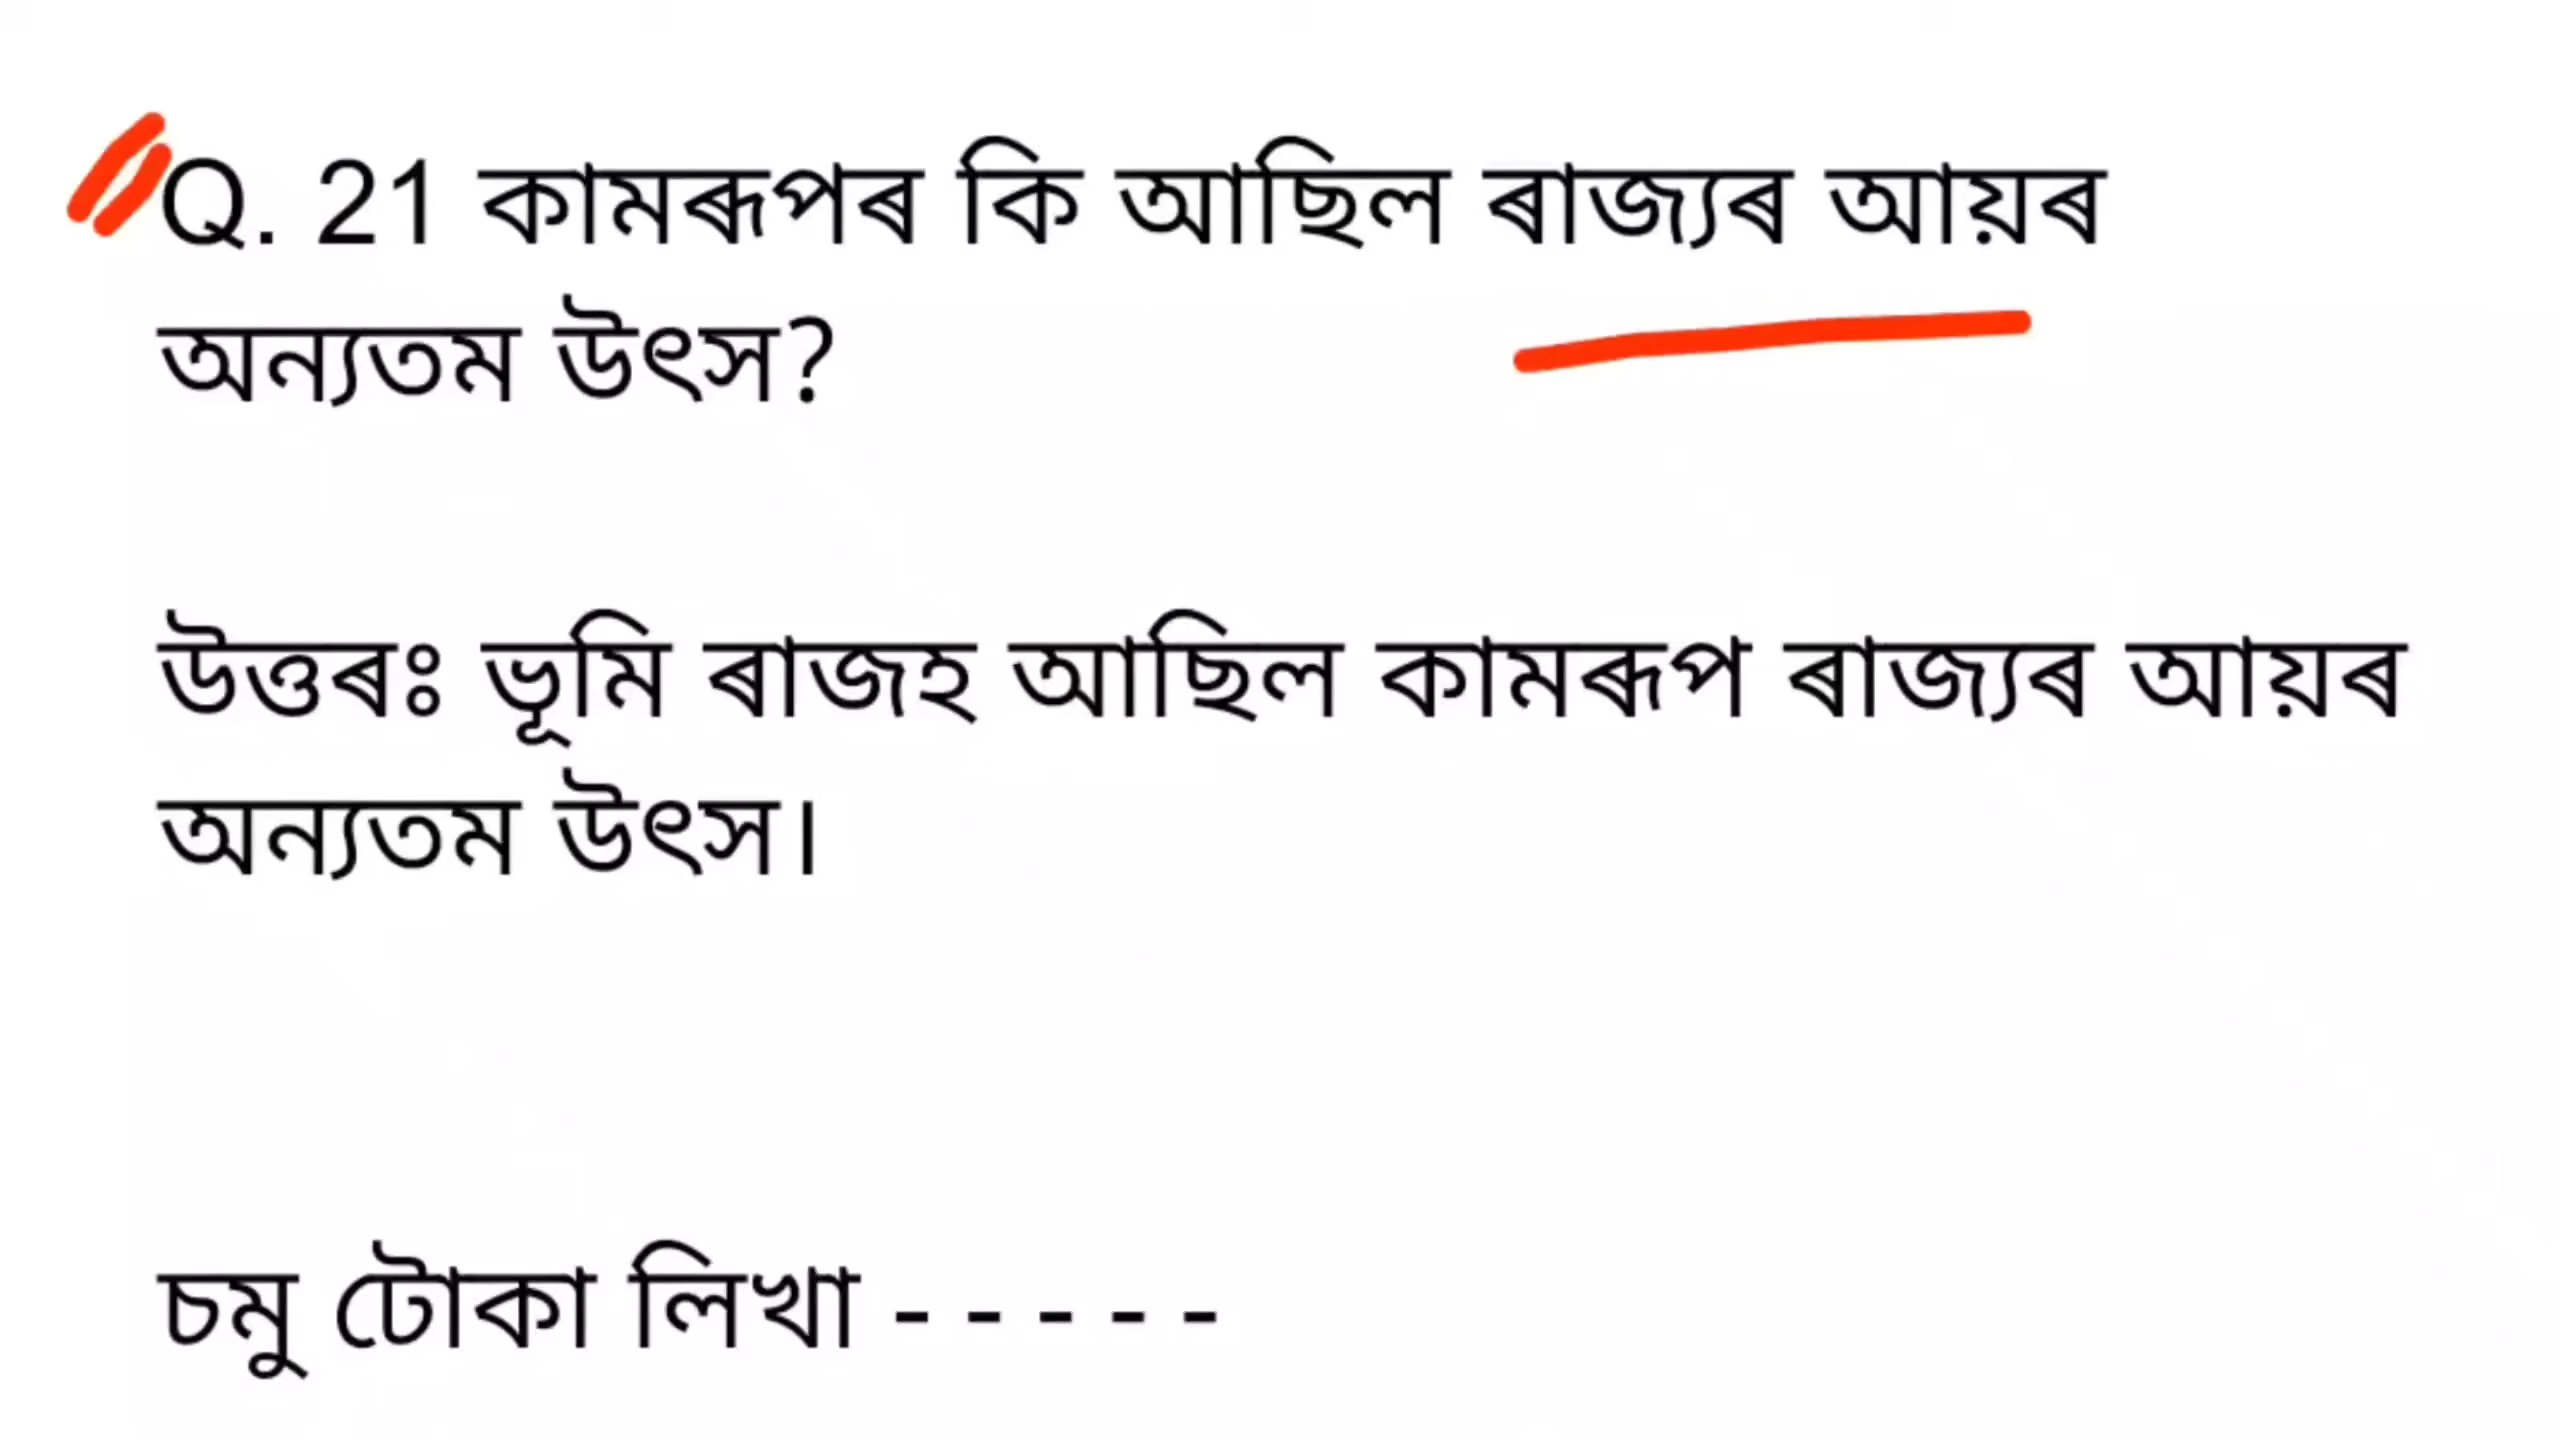 Q. 21 কামৰূপৰ কি আছিল ৰাজ্যৰ আয়ৰ
অন্যতম উৎস?
উত্তৰঃ ভূমি ৰাজহ আছিল কামৰূপ ৰাজ্যৰ আয়ৰ
অন্যতম উৎস।
চমু টোকা লিখা - - - - -